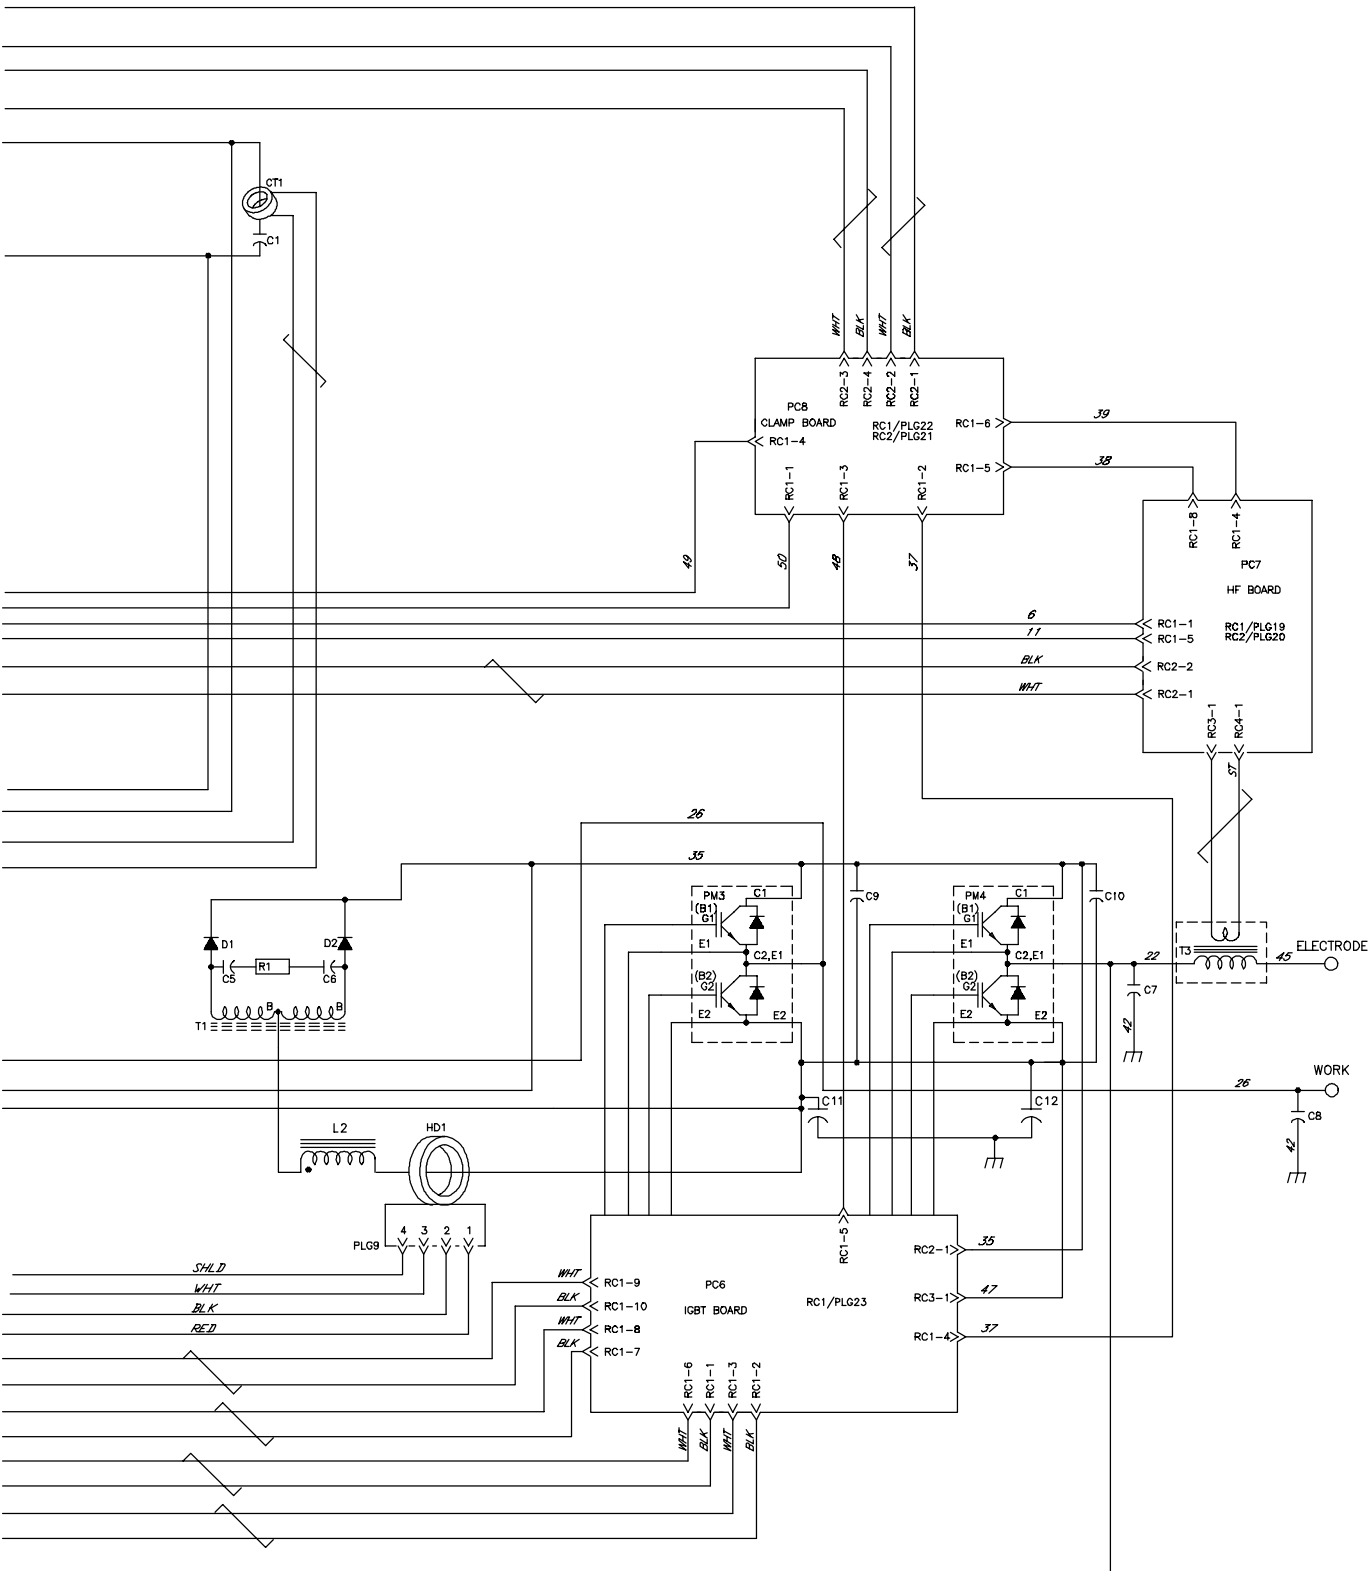 CT1
C1
WHT
BLK
WHT
BLK
RC2-3
RC2-4
RC2-2
RC2-1
PC8
CLAMP BOARD
RC1/PLG22
RC2/PLG21
RC1-6
39
RC1-4
RC1-5
38
RC1-1
RC1-3
RC1-2
49
50
48
37
RC1-8
RC1-4
PC7
HF BOARD
6
RC1-1
RC1/PLG19
11
RC1-5
RC2/PLG20
BLK
RC2-2
WHT
RC2-1
RC3-1
RC4-1
ST
26
35
PM3
C1
C9
PM4
C1
C10
(B1)
G1
(B1)
G1
D1
D2
E1
C2,E1
E1
C2,E1
22
T3
45
ELECTRODE
C5
R1
C6
(B2)
G2
(B2)
G2
C7
B
B
T1
E2
E2
E2
E2
42
WORK
26
C11
C12
C8
L2
HD1
42
4
3
2
1
PLG9
RC1-5
RC2-1
35
SHLD
WHT
RC1-9
PC6
WHT
BLK
RC1-10
IGBT BOARD
RC1/PLG23
RC3-1
47
BLK
WHT
RC1-8
RED
BLK
RC1-7
RC1-4
37
RC1-6
RC1-1
RC1-3
RC1-2
WHT
BLK
WHT
BLK